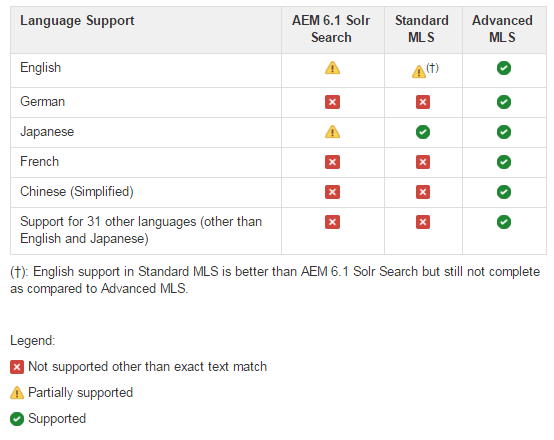 Language Support AEM 6.1 Solr Search Standard MLS Advanced MLS
English (†)
German
Japanese
French
Chinese (Simplified)
Support for 31 other languages (other than
English and Japanese)
(†): English support in Standard MLS is better than AEM 6.1 Solr Search but still not complete
as compared to Advanced MLS.
Legend:
Not supported other than exact text match
Partially supported
Supported